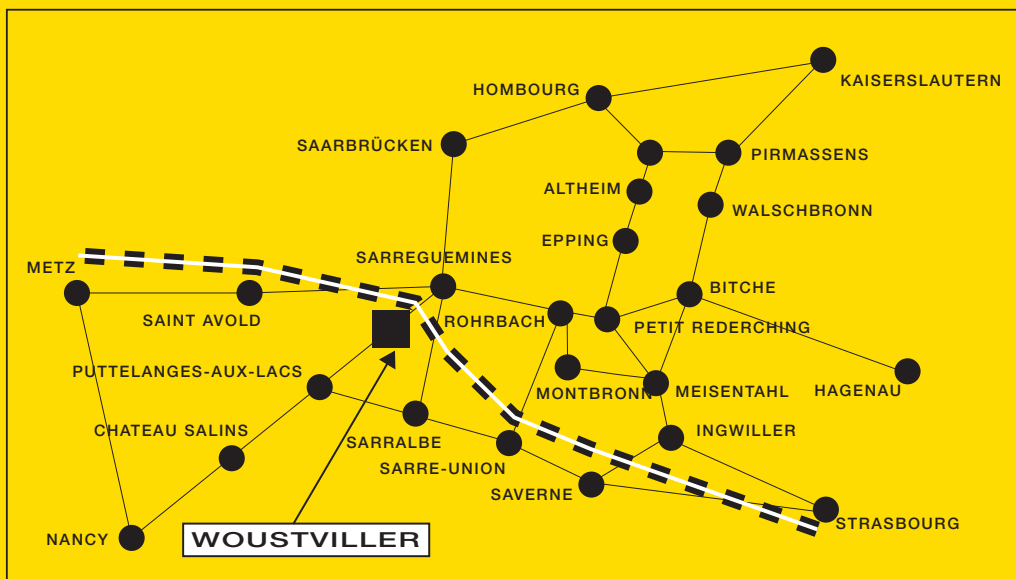 KAISERSLAUTERN
HOMBOURG
SAARBRÜCKEN
PIRMASSENS
ALTHEIM
WALSCHBRONN
EPPING
SARREGUEMINES
METZ
BITCHE
SAINT AVOLD
ROHRBACH
PETIT REDERCHING
PUTTELANGES-AUX-LACS
MONTBRONN
MEISENTAHL
HAGENAU
CHATEAU SALINS
SARRALBE
INGWILLER
SARRE-UNION
SAVERNE
STRASBOURG
NANCY
WOUSTVILLER